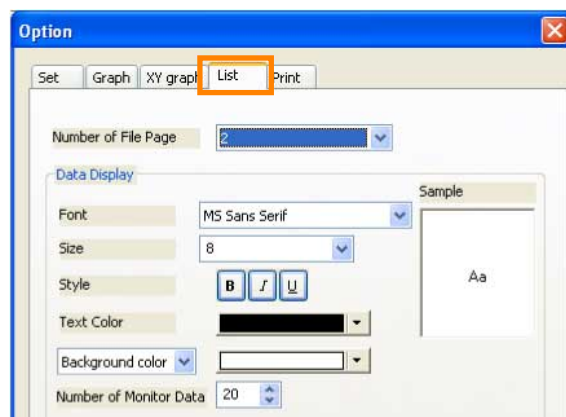 Option
Set Graph XY graph List Print
Number of File Page 2
Data Display
Sample
Font MS Sans Serif
Size 8
Aa
Style B I U
Text Color
Background color
Number of Monitor Data 20